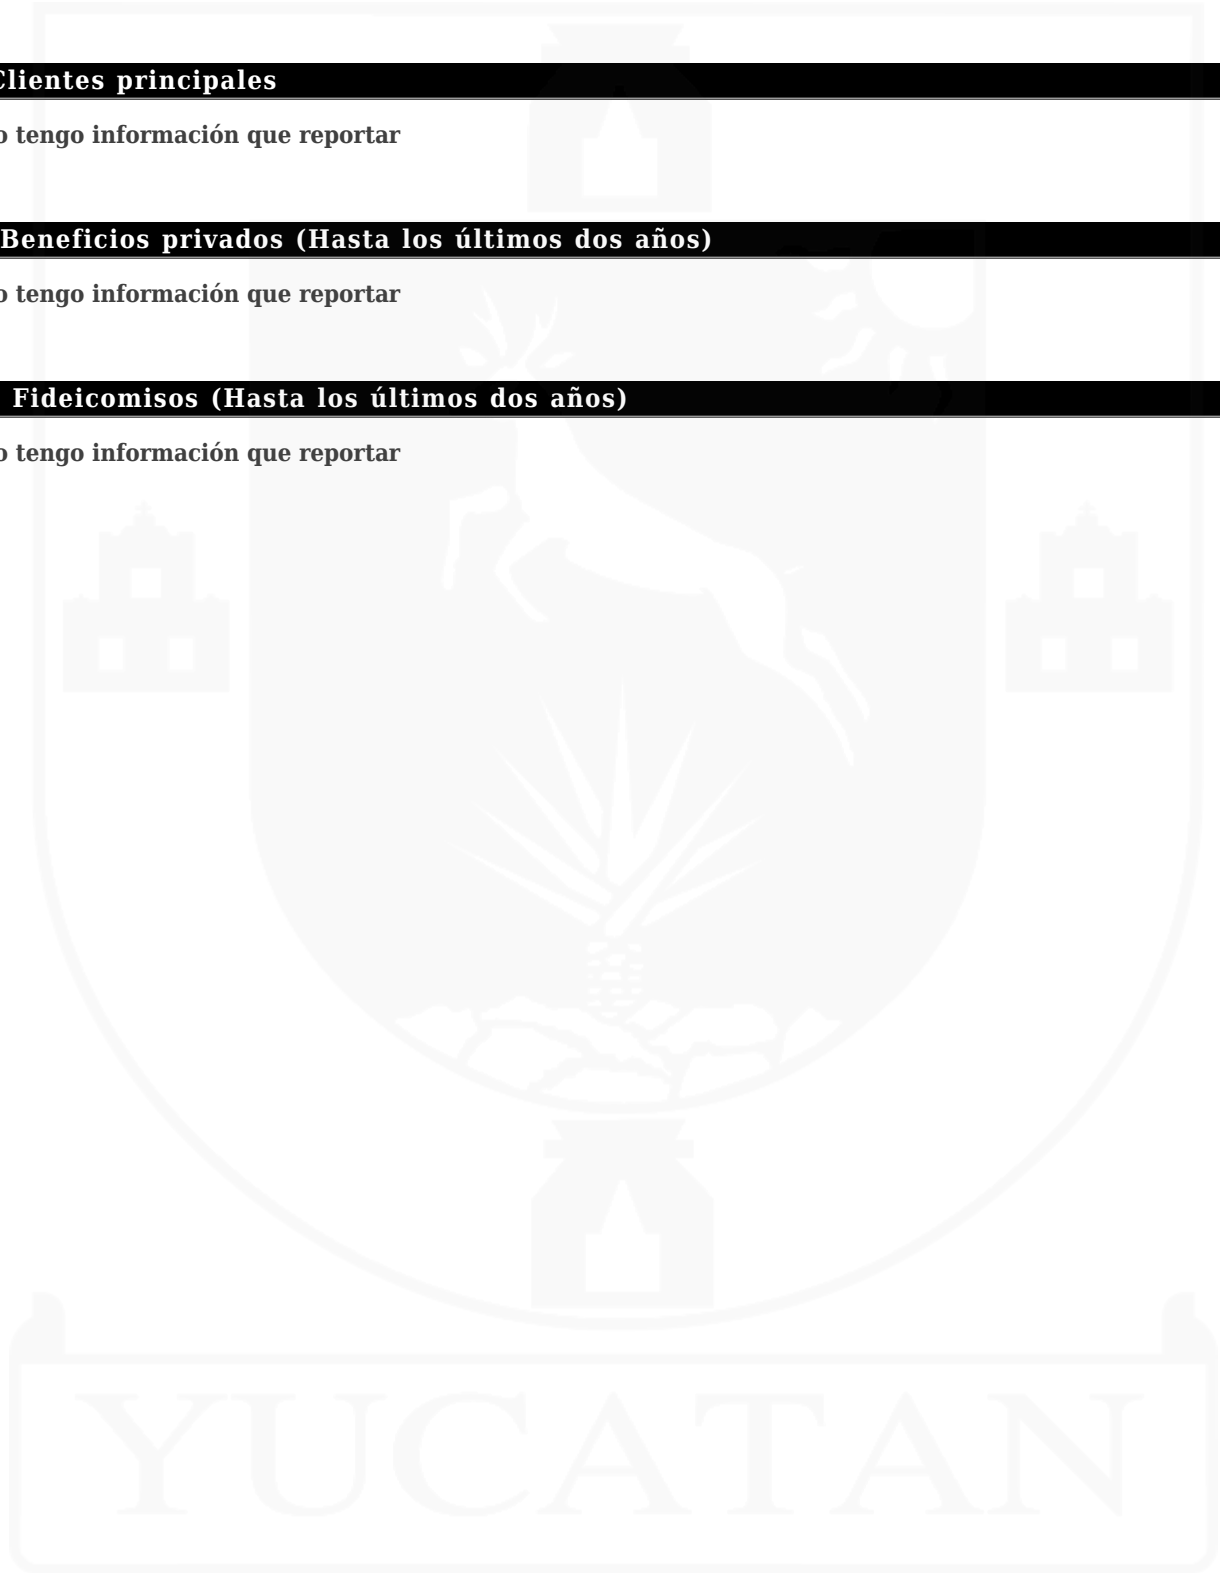 Clientes principales
o tengo información que reportar
Beneficios privados (Hasta los últimos dos años)
o tengo información que reportar
Fideicomisos (Hasta los últimos dos años)
o tengo información que reportar
YUCATAN